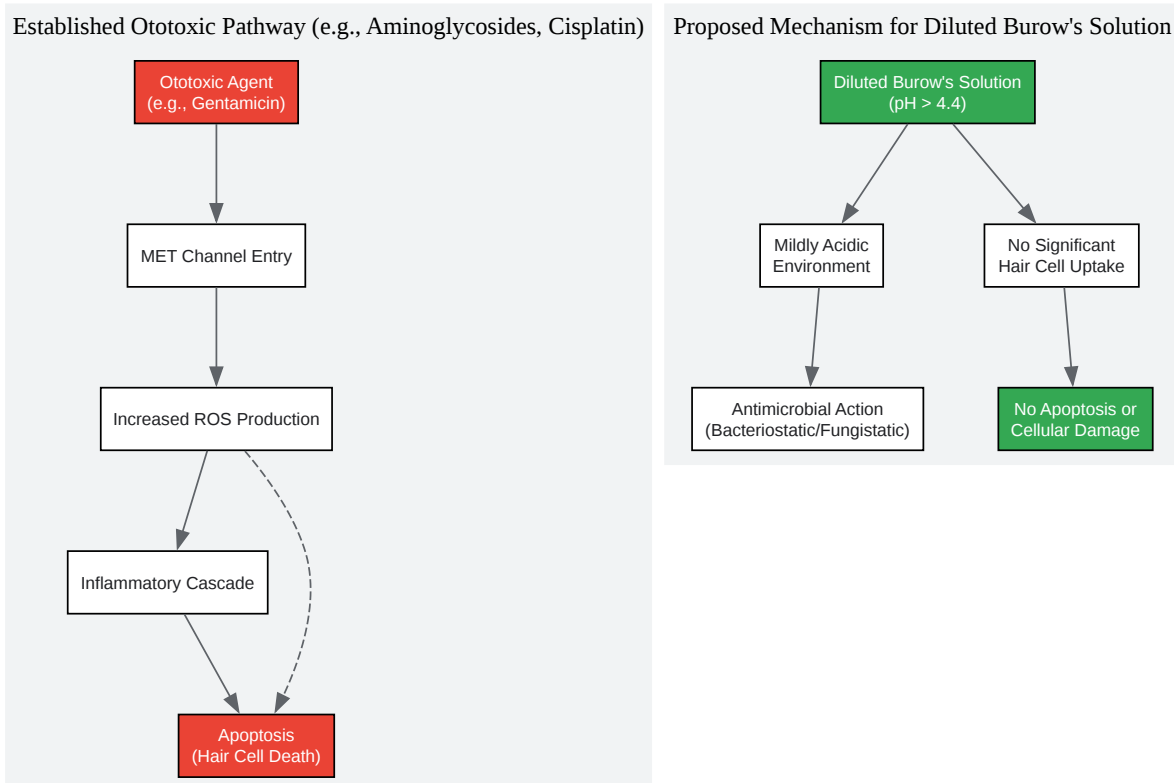 Established Ototoxic Pathway (e.g., Aminoglycosides, Cisplatin)
Ototoxic Agent
(e.g., Gentamicin)
MET Channel Entry
Increased ROS Production
Inflammatory Cascade
Apoptosis
(Hair Cell Death)
Proposed Mechanism for Diluted Burow's Solution
Diluted Burow's Solution
(pH > 4.4)
Mildly Acidic
Environment
No Significant
Hair Cell Uptake
Antimicrobial Action
(Bacteriostatic/Fungistatic)
No Apoptosis or
Cellular Damage